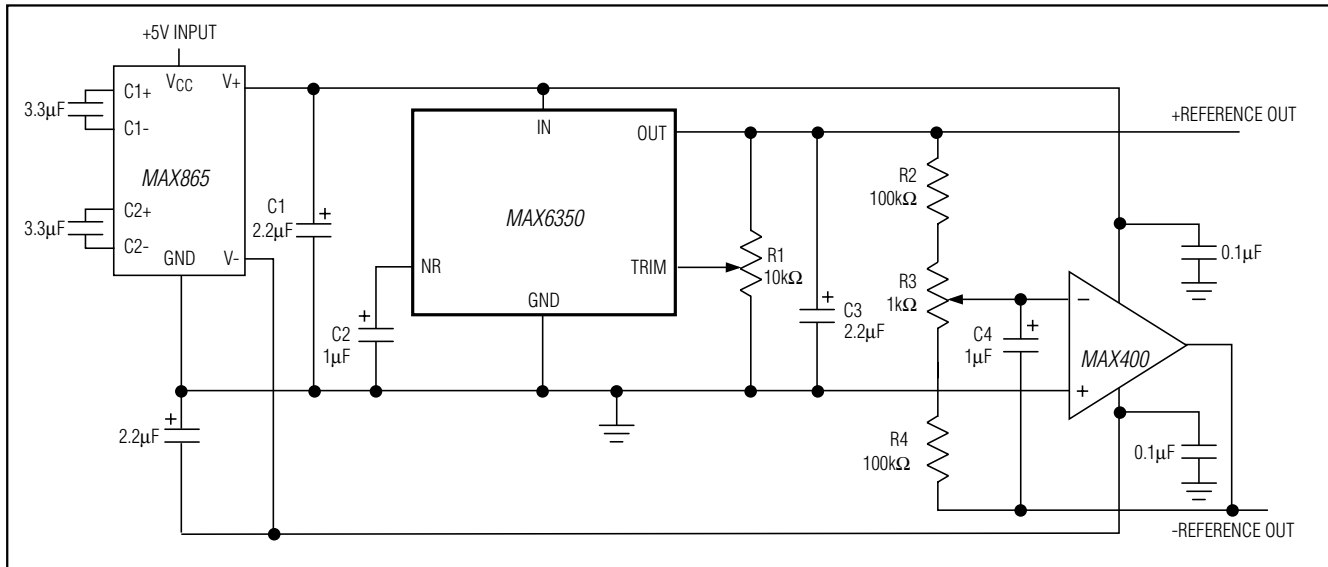 +5V INPUT
VCC
V+
C1+
C1-
3.3µF
MAX865
C2+
C2-
3.3µF
GND
V-
C1
2.2µF
+
2.2µF
+
IN
OUT
MAX6350
NR
TRIM
GND
C2
1µF
+
R1
10kΩ
C3
2.2µF
+
+REFERENCE OUT
R2
100kΩ
R3
1kΩ
R4
100kΩ
C4
1µF
+
−
+
MAX400
0.1µF
0.1µF
-REFERENCE OUT